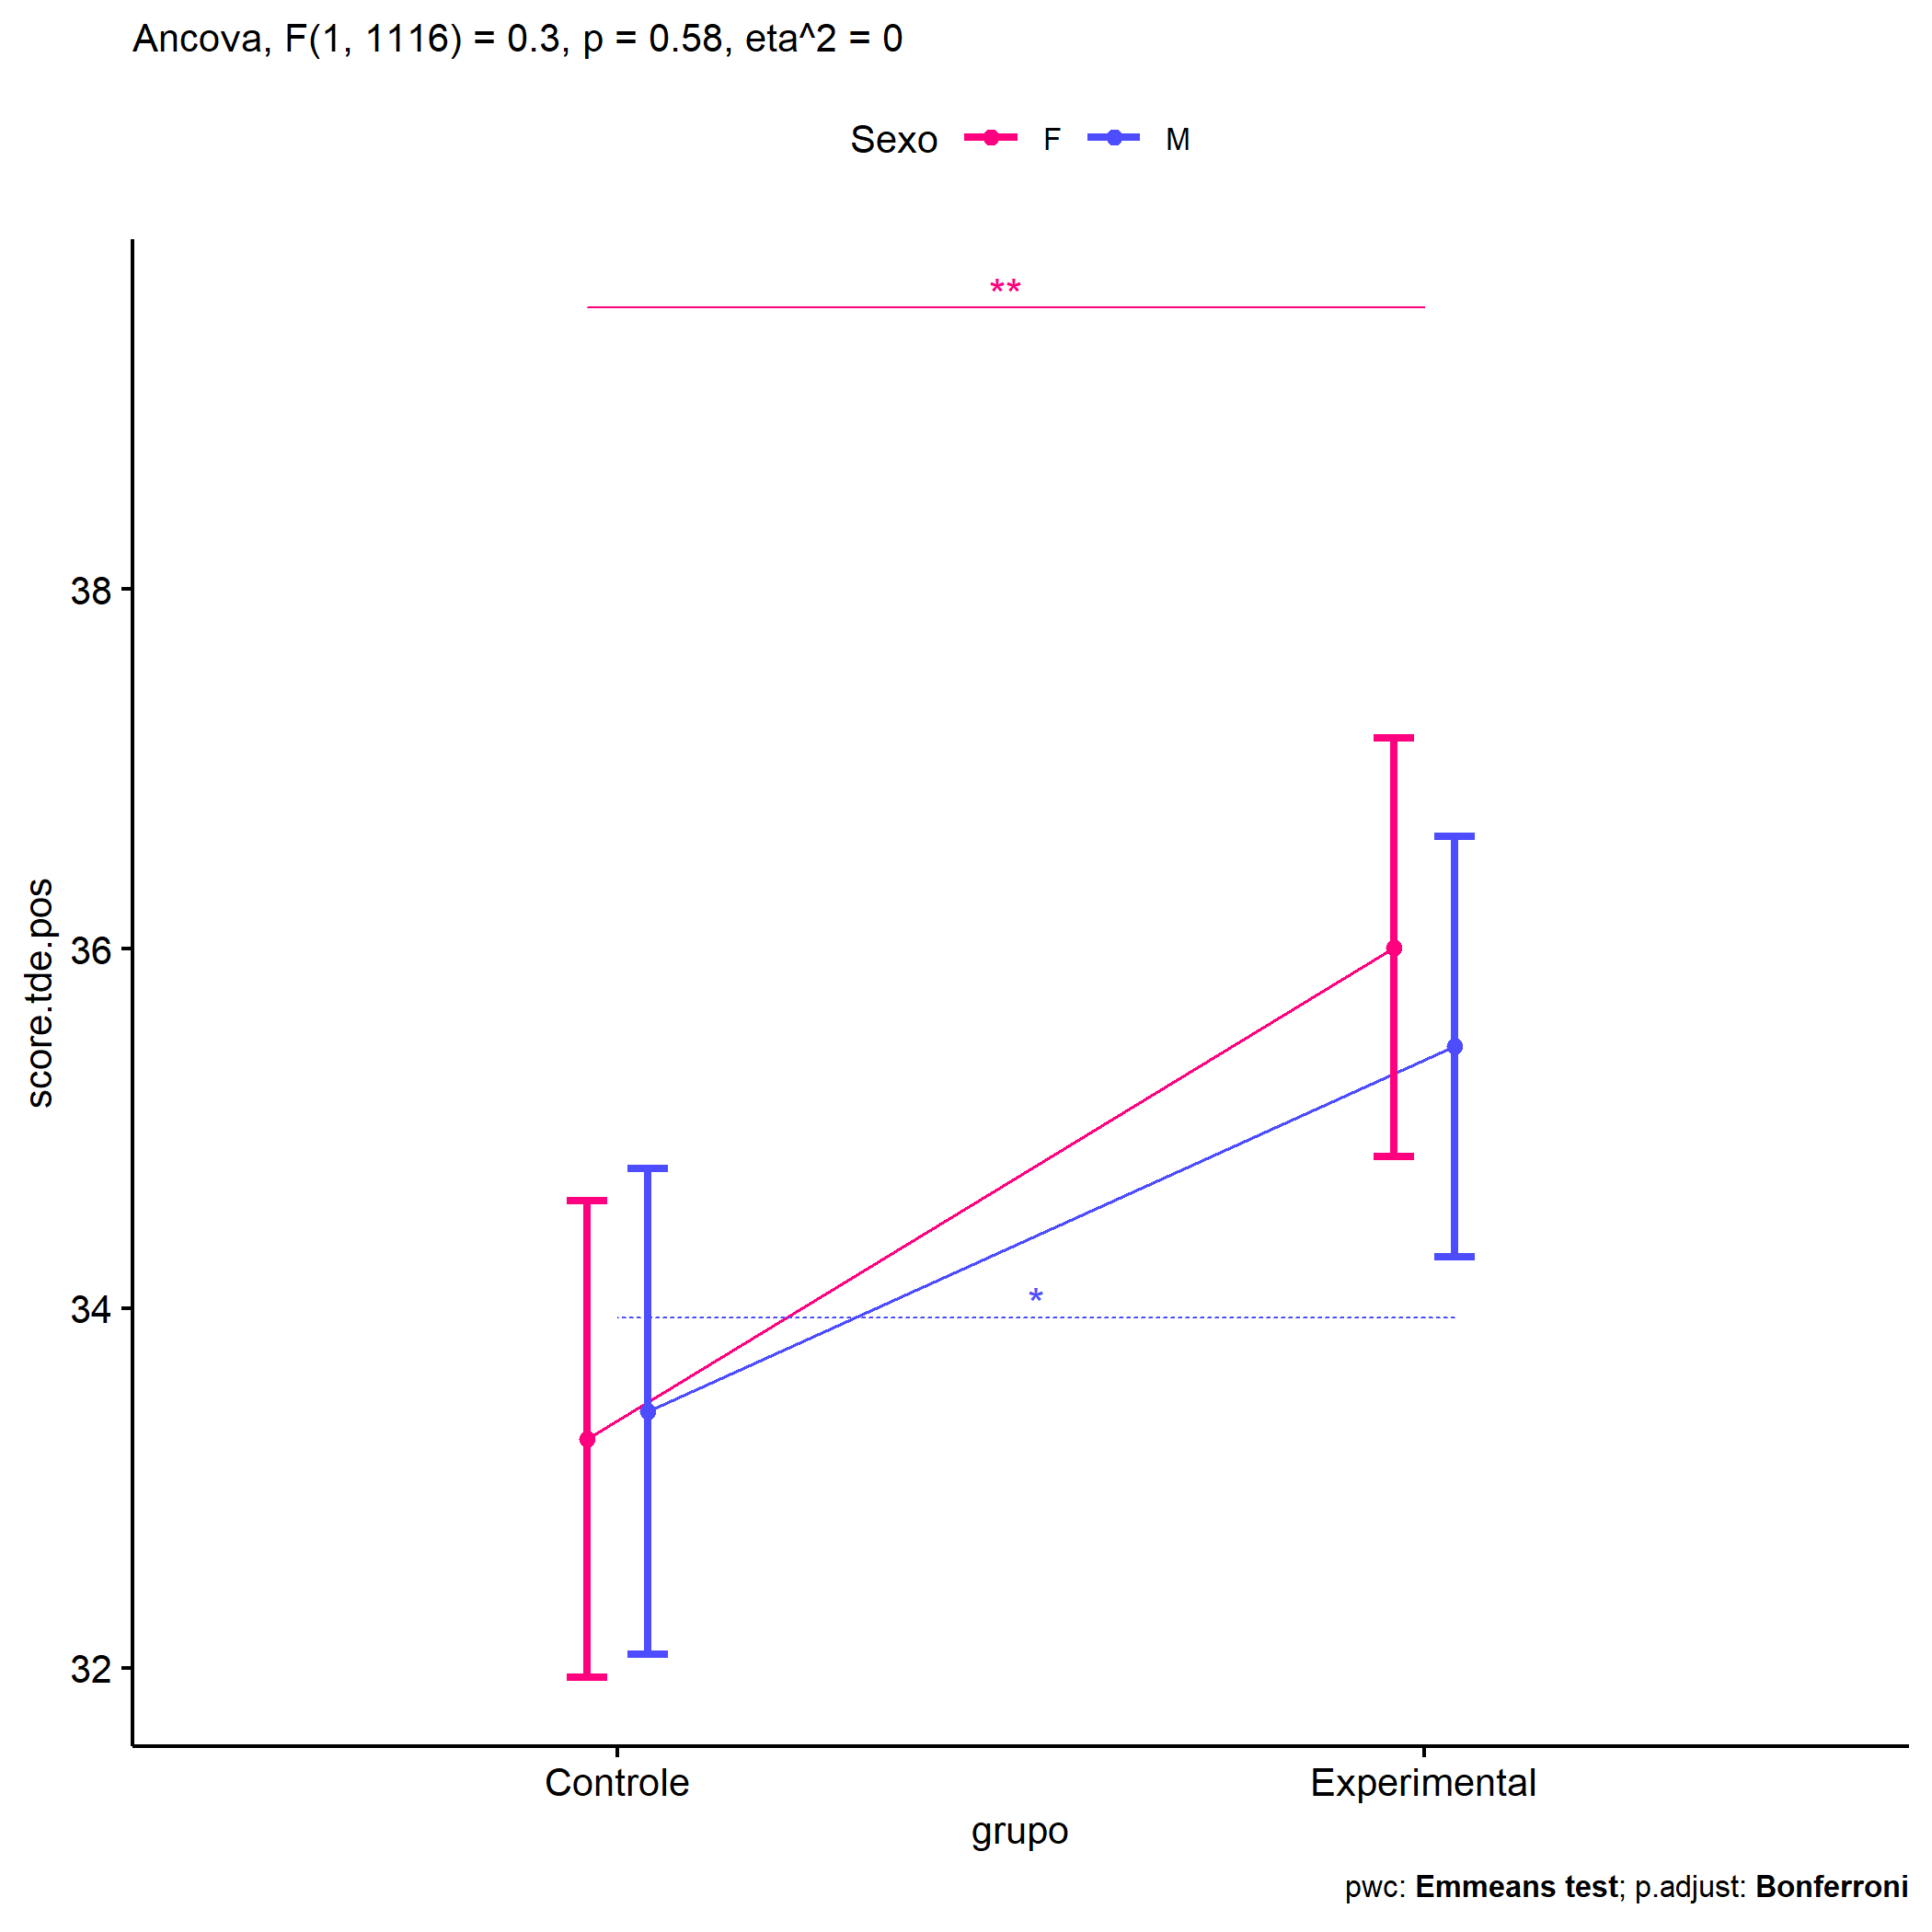 Ancova, F(1, 1116) = 0.3, p = 0.58, eta^2 = 0
Sexo F M
**
38
36
34
32
*
score.tde.pos
Controle Experimental
grupo
pwc: Emmeans test; p.adjust: Bonferroni